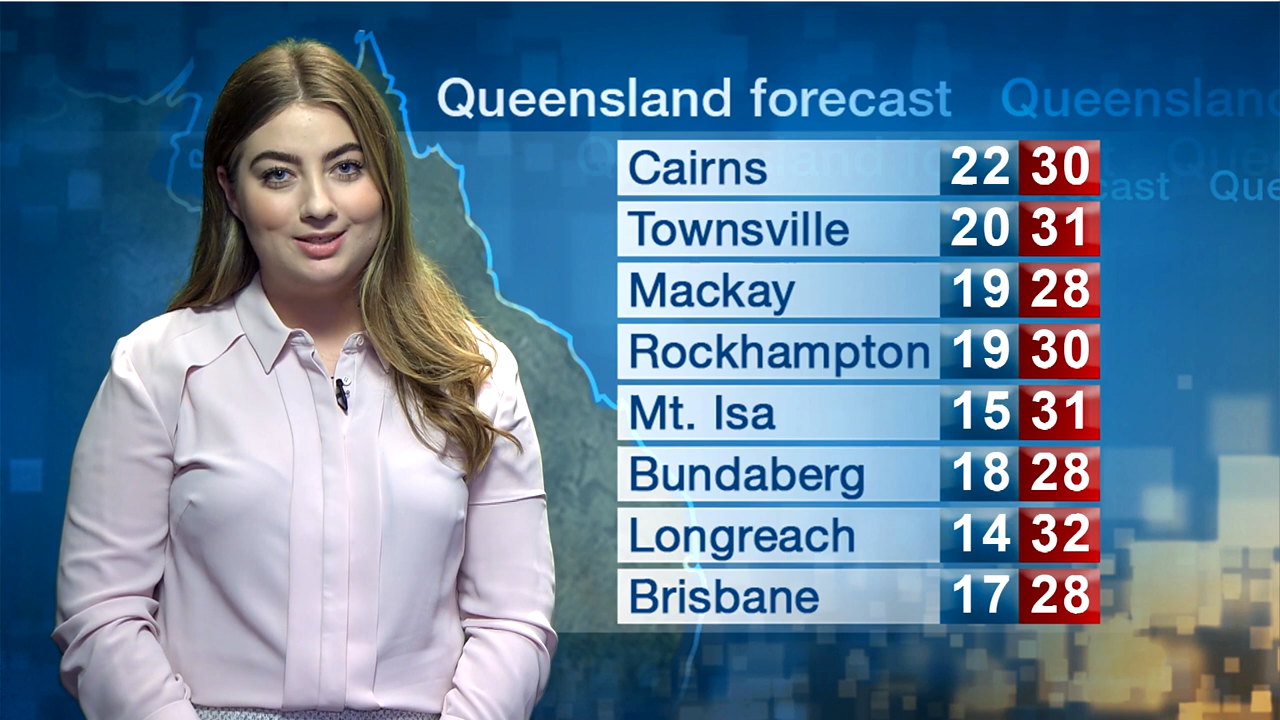 Queensland forecast Queensland
Cairns 22 30
Townsville 20 31
Mackay 19 28
Rockhampton 19 30
Mt. Isa 15 31
Bundaberg 18 28
Longreach 14 32
Brisbane 17 28